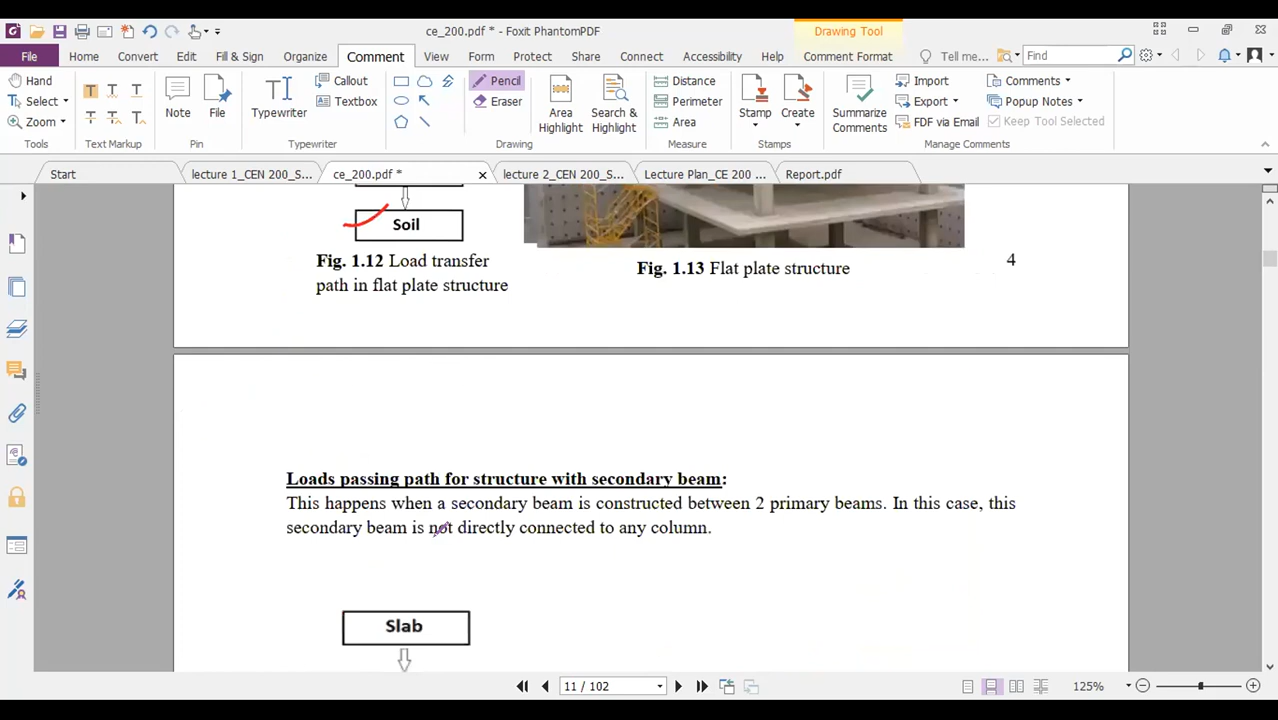 ce_200.pdf * - Foxit PhantomPDF
Drawing Tool
File
Home
Convert
Edit
Fill & Sign
Organize
Comment
View
Form
Protect
Share
Connect
Accessibility
Help
Comment Format
Tell me...
Find
Hand
Select
Zoom
Tools
Text Markup
Note
File
Pin
Typewriter
Callout
Textbox
Typewriter
Pencil
Eraser
Area Highlight
Search & Highlight
Drawing
Distance
Perimeter
Area
Measure
Stamp
Create
Stamps
Summarize Comments
Import
Export
FDF via Email
Comments
Popup Notes
Keep Tool Selected
Manage Comments
Start
lecture 1_CEN 200_S...
ce_200.pdf *
lecture 2_CEN 200_S...
Lecture Plan_CE 200 ...
Report.pdf
Soil
Fig. 1.12 Load transfer
path in flat plate structure
Fig. 1.13 Flat plate structure
4
Loads passing path for structure with secondary beam:
This happens when a secondary beam is constructed between 2 primary beams. In this case, this
secondary beam is not directly connected to any column.
Slab
11 / 102
125%